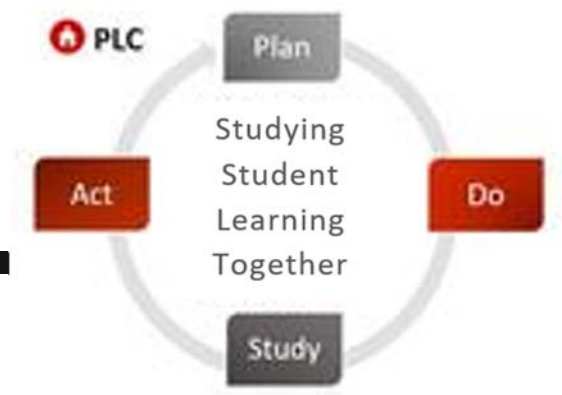 PLC
Plan
Studying
Student
Learning
Together
Act
Do
Study